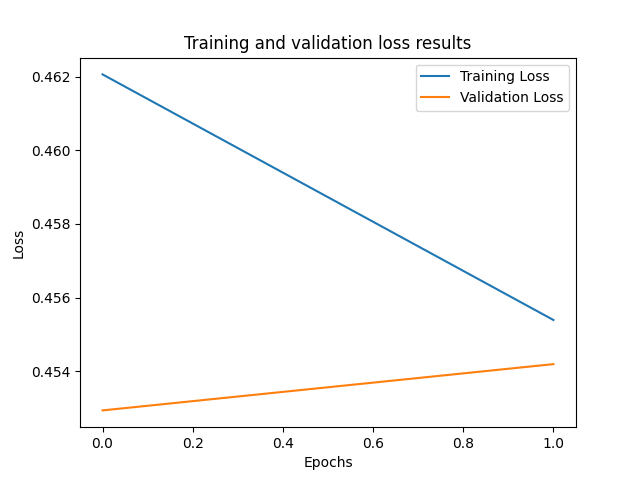 Training and validation loss results
Training Loss
Validation Loss
0.462
0.460
0.458
0.456
0.454
Loss
0.0
0.2
0.4
0.6
0.8
1.0
Epochs